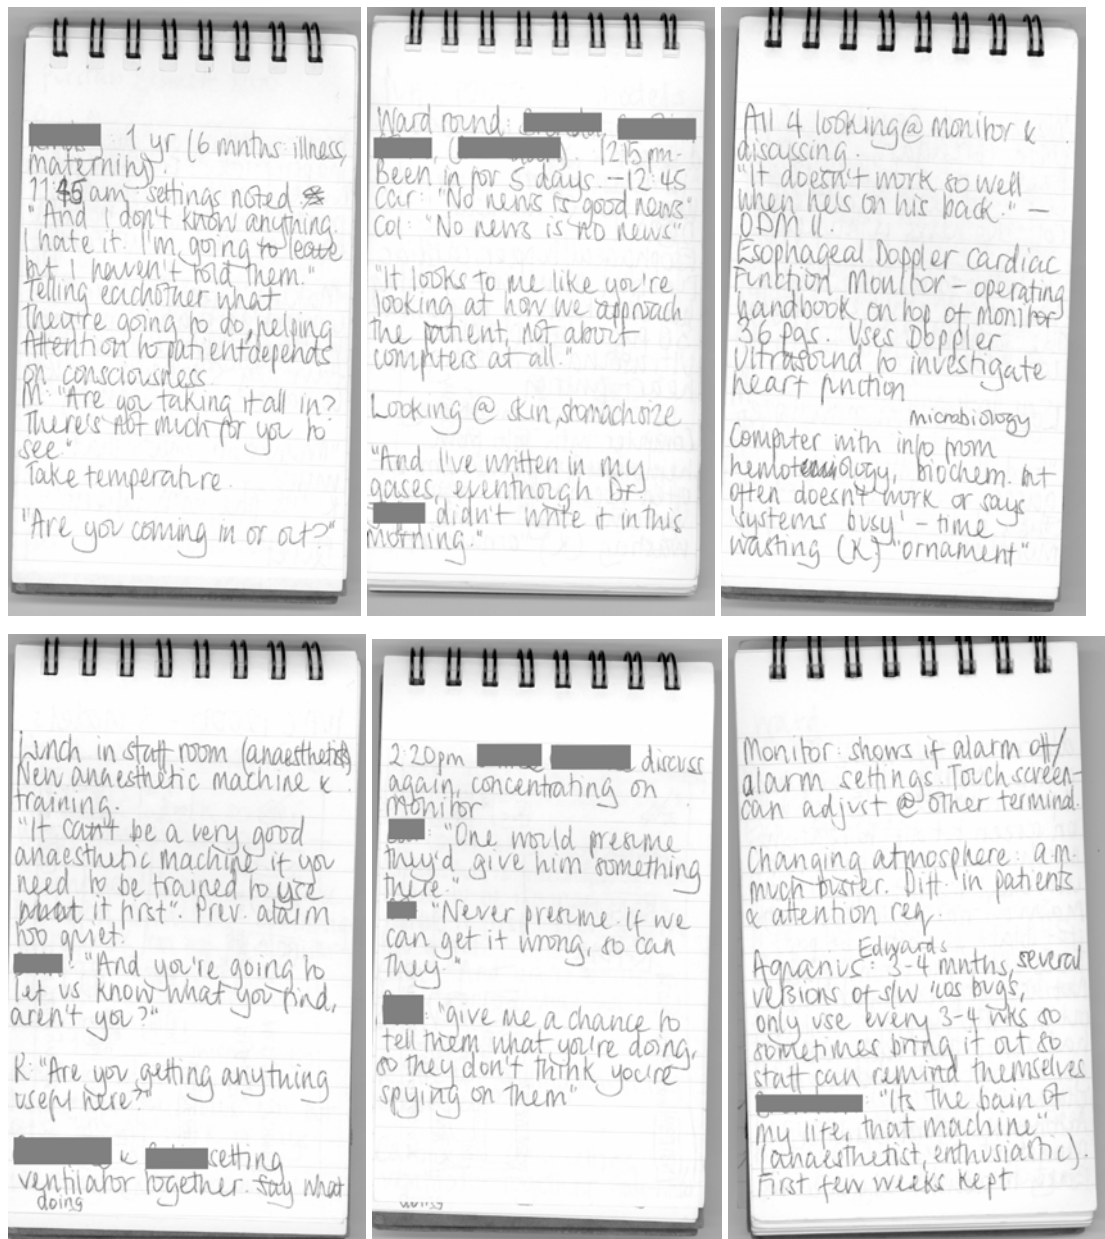 : 1 yr (6 mnths: illness,
materning)
11:45 am settings noted
"And I don't know anything.
I hate it. I'm going to leave
but I haven't told them."
Telling eachother what
they're going to do, helping
Attention to patient depends
on consciousness.
M: "Are you taking it all in?
There's not much for you to
see."
Take temperature.
"Are you coming in or out?"
Ward round:
, ( ). 12:15 pm-
Been in for 5 days. -12:45
Car: "No news is good news"
Col: "No news is no news"
"It looks to me like you're
looking at how we approach
the patient, not about
computers at all."
Looking @ skin, stomach size
"And I've written in my
gases, eventhough Dr.
didn't write it in this
morning."
All 4 looking @ monitor &
discussing.
"It doesn't work so well
when he's on his back." –
ODM II.
Esophageal Doppler cardiac
Function Monitor – operating
handbook on top of monitor
36 pgs. Uses Doppler
Ultrasound to investigate
heart function
microbiology
Computer with info from
hemotology, biochem. but
often doesn't work or says
'systems busy' – time
wasting (K) "ornament"
Lunch in staff room (anaesthetist)
New anaesthetic machine &
training.
"It can't be a very good
anaesthetic machine if you
need to be trained to use
it first". Prev. alarm
too quiet!
: "And you're going to
let us know what you find,
aren't you?"
K: "Are you getting anything
useful here?"
& setting
ventilator together. Say what
doing
2:20pm discuss
again, concentrating on
monitor
: "One would presume
they'd give him something
there."
"Never presume. If we
can get it wrong, so can
they."
: "give me a chance to
tell them what you're doing,
so they don't think you're
spying on them"
doing
Monitor: shows if alarm off/
alarm settings. Touchscreen-
can adjust @ other terminal.
Changing atmosphere: a.m.
much busier. Diff. in patients
& attention req.
Edwards
3-4 mnths, several
versions of s/w 'cos bugs,
only use every 3-4 wks so
sometimes bring it out so
staff can remind themselves
: "Its the bain of
my life, that machine"
(anaesthetist, enthusiastic).
First few weeks kept